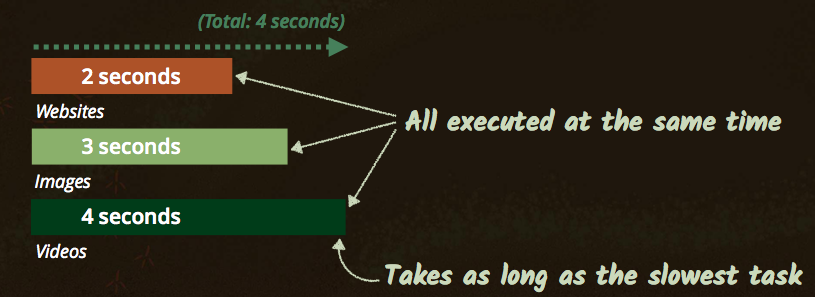 (Total: 4 seconds)
2 seconds
Websites
All executed at the same time
3 seconds
Images
4 seconds
Videos
Takes as long as the slowest task